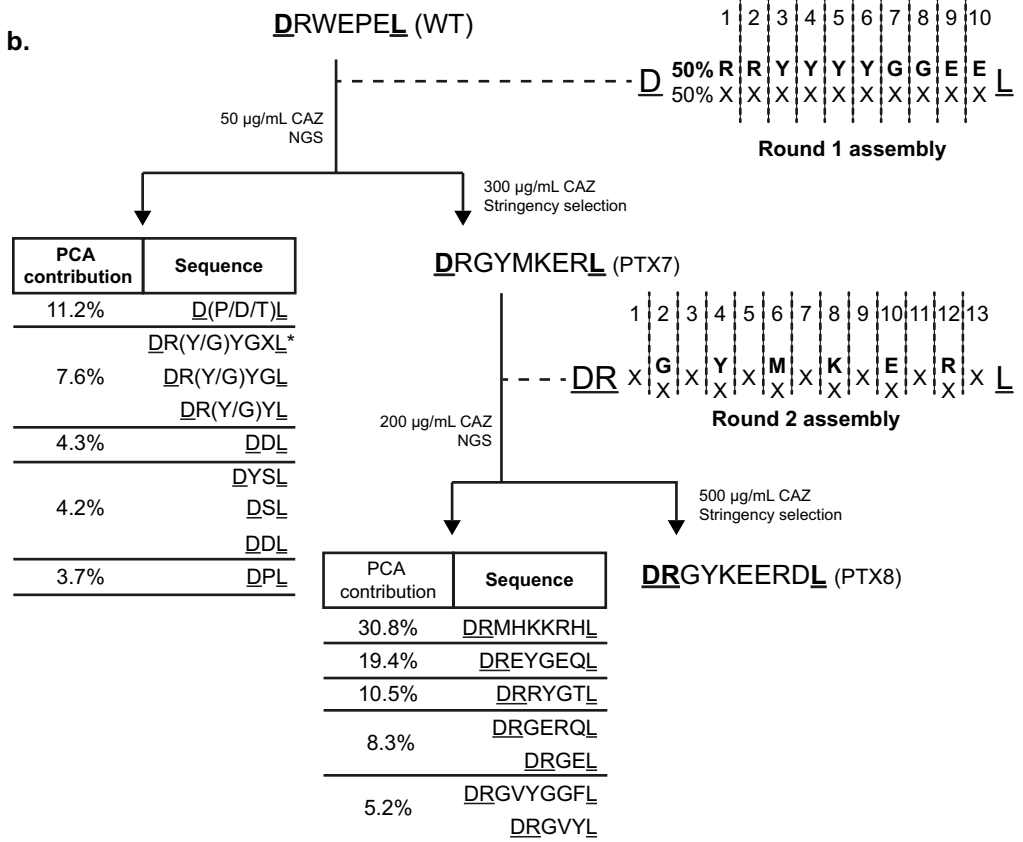 b.
DRWEPEL (WT)
1 2 3 4 5 6 7 8 9 10
D 50% R R Y Y Y Y G G E E L
50% X X X X X X X X X X
Round 1 assembly
50 µg/mL CAZ
NGS
300 µg/mL CAZ
Stringency selection
PCA contribution Sequence
11.2% D(P/D/T)L
DR(Y/G)YGXL*
7.6% DR(Y/G)YGL
DR(Y/G)YL
4.3% DDL
DYSL
4.2% DSL
DDL
3.7% DPL
DRGYMKERL (PTX7)
1 2 3 4 5 6 7 8 9 10 11 12 13
G Y M K E R
DR X X X X X X X L
X X X X X X
Round 2 assembly
200 µg/mL CAZ
NGS
500 µg/mL CAZ
Stringency selection
PCA
contribution Sequence
30.8% DRMHKKRHL
19.4% DREYGEQL
10.5% DRRYGTL
8.3% DRGERQL
DRGEL
5.2% DRGVYGGFL
DRGVYL
DRGYKEERDL (PTX8)